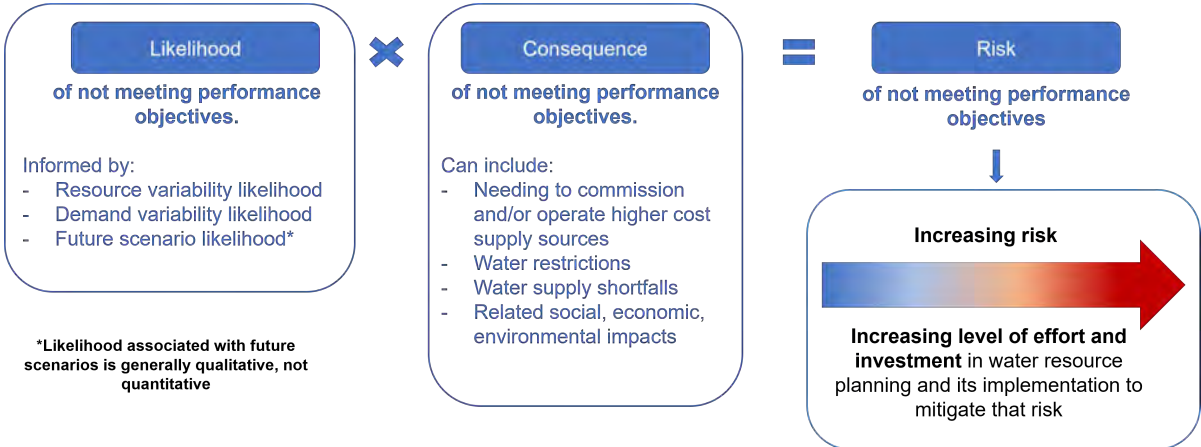 Likelihood
of not meeting performance
objectives.
Informed by:
- Resource variability likelihood
- Demand variability likelihood
- Future scenario likelihood*
*Likelihood associated with future
scenarios is generally qualitative, not
quantitative
Consequence
of not meeting performance
objectives.
Can include:
- Needing to commission
and/or operate higher cost
supply sources
- Water restrictions
- Water supply shortfalls
- Related social, economic,
environmental impacts
Risk
of not meeting performance
objectives
Increasing risk
Increasing level of effort and
investment in water resource
planning and its implementation to
mitigate that risk